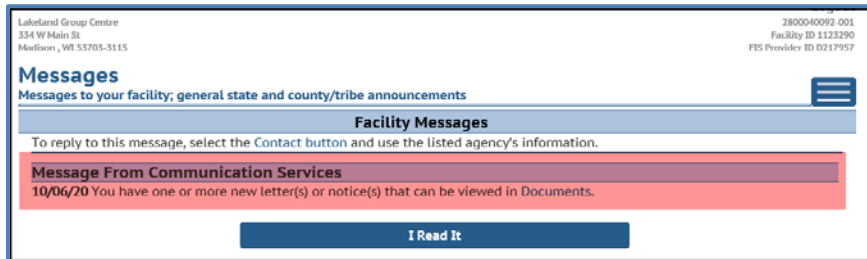 Lakeland Group Centre
334 W Main St
Madison , WI 53703-3115
2800040092-001
Facility ID 1123290
FIS Provider ID D217957
Messages
Messages to your facility; general state and county/tribe announcements
Facility Messages
To reply to this message, select the Contact button and use the listed agency's information.
Message From Communication Services
10/06/20 You have one or more new letter(s) or notice(s) that can be viewed in Documents.
I Read It